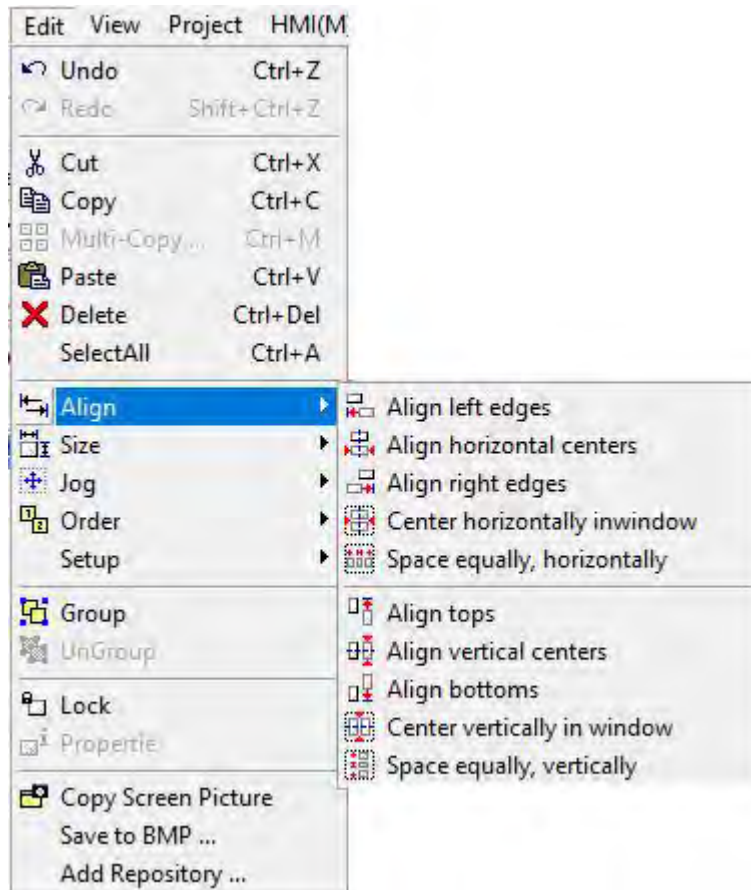 Edit View Project HMI(M
Undo Ctrl+Z
Redo Shift+Ctrl+Z
Cut Ctrl+X
Copy Ctrl+C
Multi-Copy.... Ctrl+M
Paste Ctrl+V
Delete Ctrl+Del
SelectAll Ctrl+A
Align
Size
Jog
Order
Setup
Group
UnGroup
Lock
Propertie
Copy Screen Picture
Save to BMP ...
Add Repository ...
Align left edges
Align horizontal centers
Align right edges
Center horizontally inwindow
Space equally, horizontally
Align tops
Align vertical centers
Align bottoms
Center vertically in window
Space equally, vertically